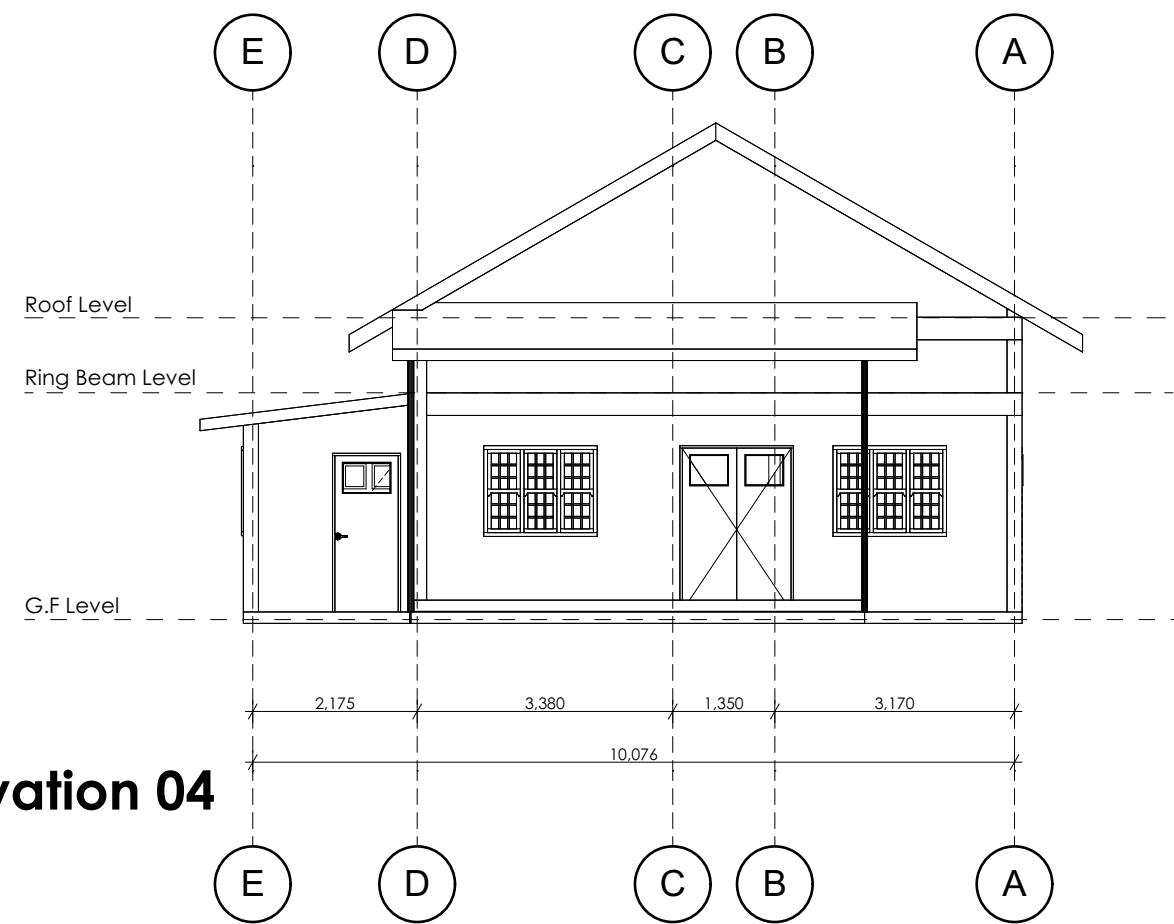 E D C B A
Roof Level
Ring Beam Level
G.F Level
2,175 3,380 1,350 3,170
10,076
vation 04
E D C B A